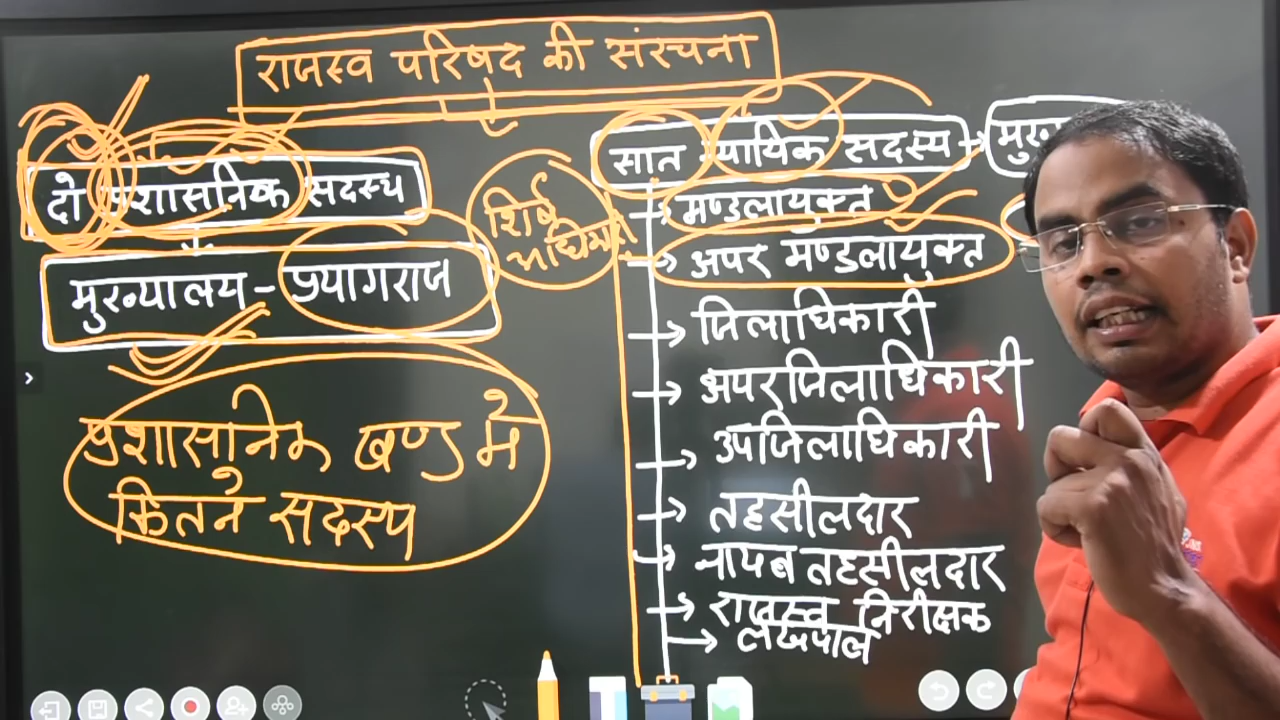 राजस्व परिषद की संरचना
दो प्रशासनिक सदस्य
मुख्यालय - प्रयागराज
प्रशासनिक खण्ड में
कितने सदस्य
शिर्ष
सात न्यायिक सदस्य →
मण्डलायुक्त
→ अपर मण्डलायुक्त
→ जिलाधिकारी
→ अपरजिलाधिकारी
→ उपजिलाधिकारी
→ तहसीलदार
→ नायब तहसीलदार
→ राजस्व निरीक्षक
→ लेखपाल